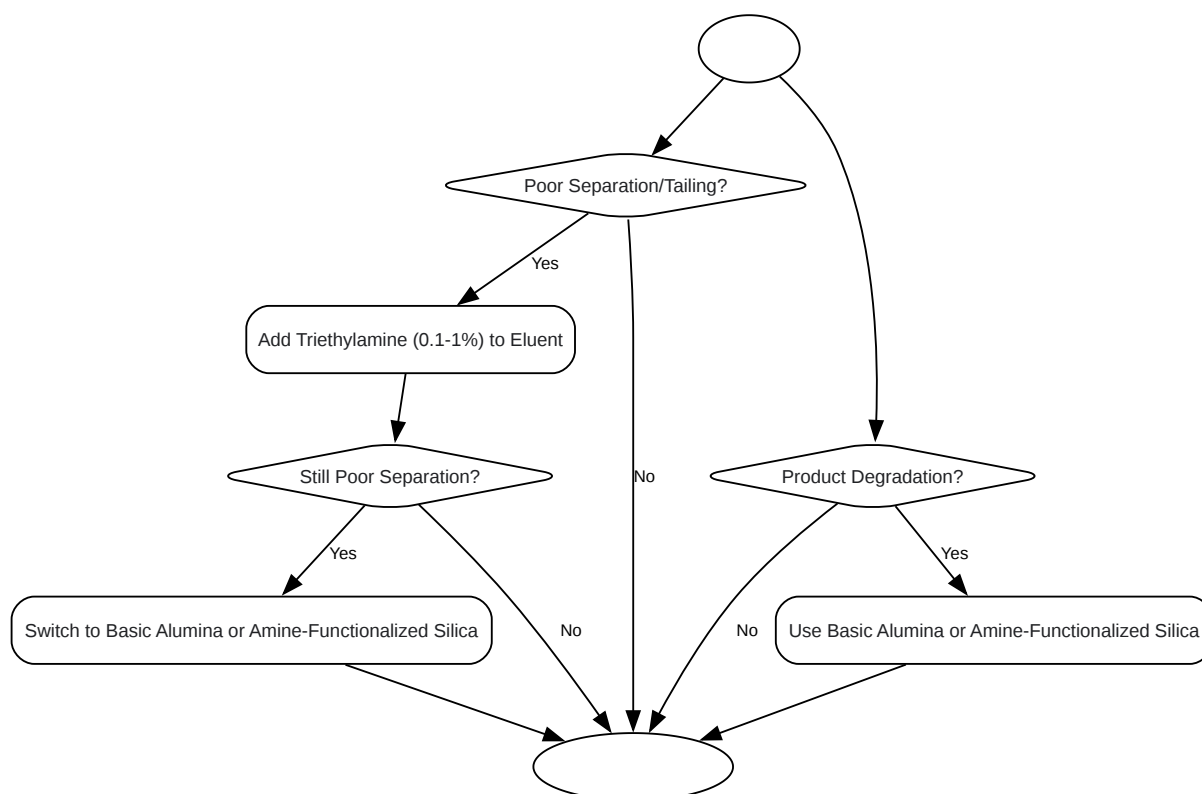 Poor Separation/Tailing?
Yes
Add Triethylamine (0.1-1%) to Eluent
Still Poor Separation?
No
Product Degradation?
Yes
Yes
Switch to Basic Alumina or Amine-Functionalized Silica
No
No
Use Basic Alumina or Amine-Functionalized Silica